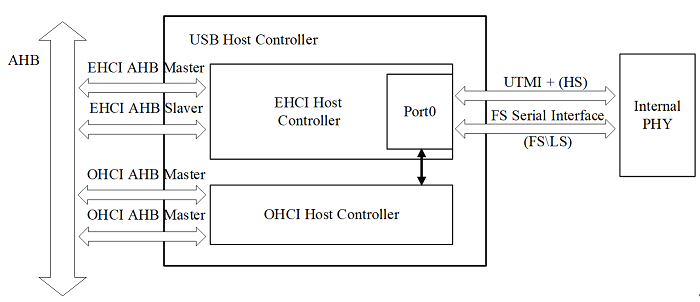 USB Host Controller
AHB
EHCI AHB Master
EHCI AHB Slaver
EHCI Host
Controller
Port0
UTMI + (HS)
FS Serial Interface
(FS\LS)
Internal
PHY
OHCI AHB Master
OHCI AHB Master
OHCI Host Controller